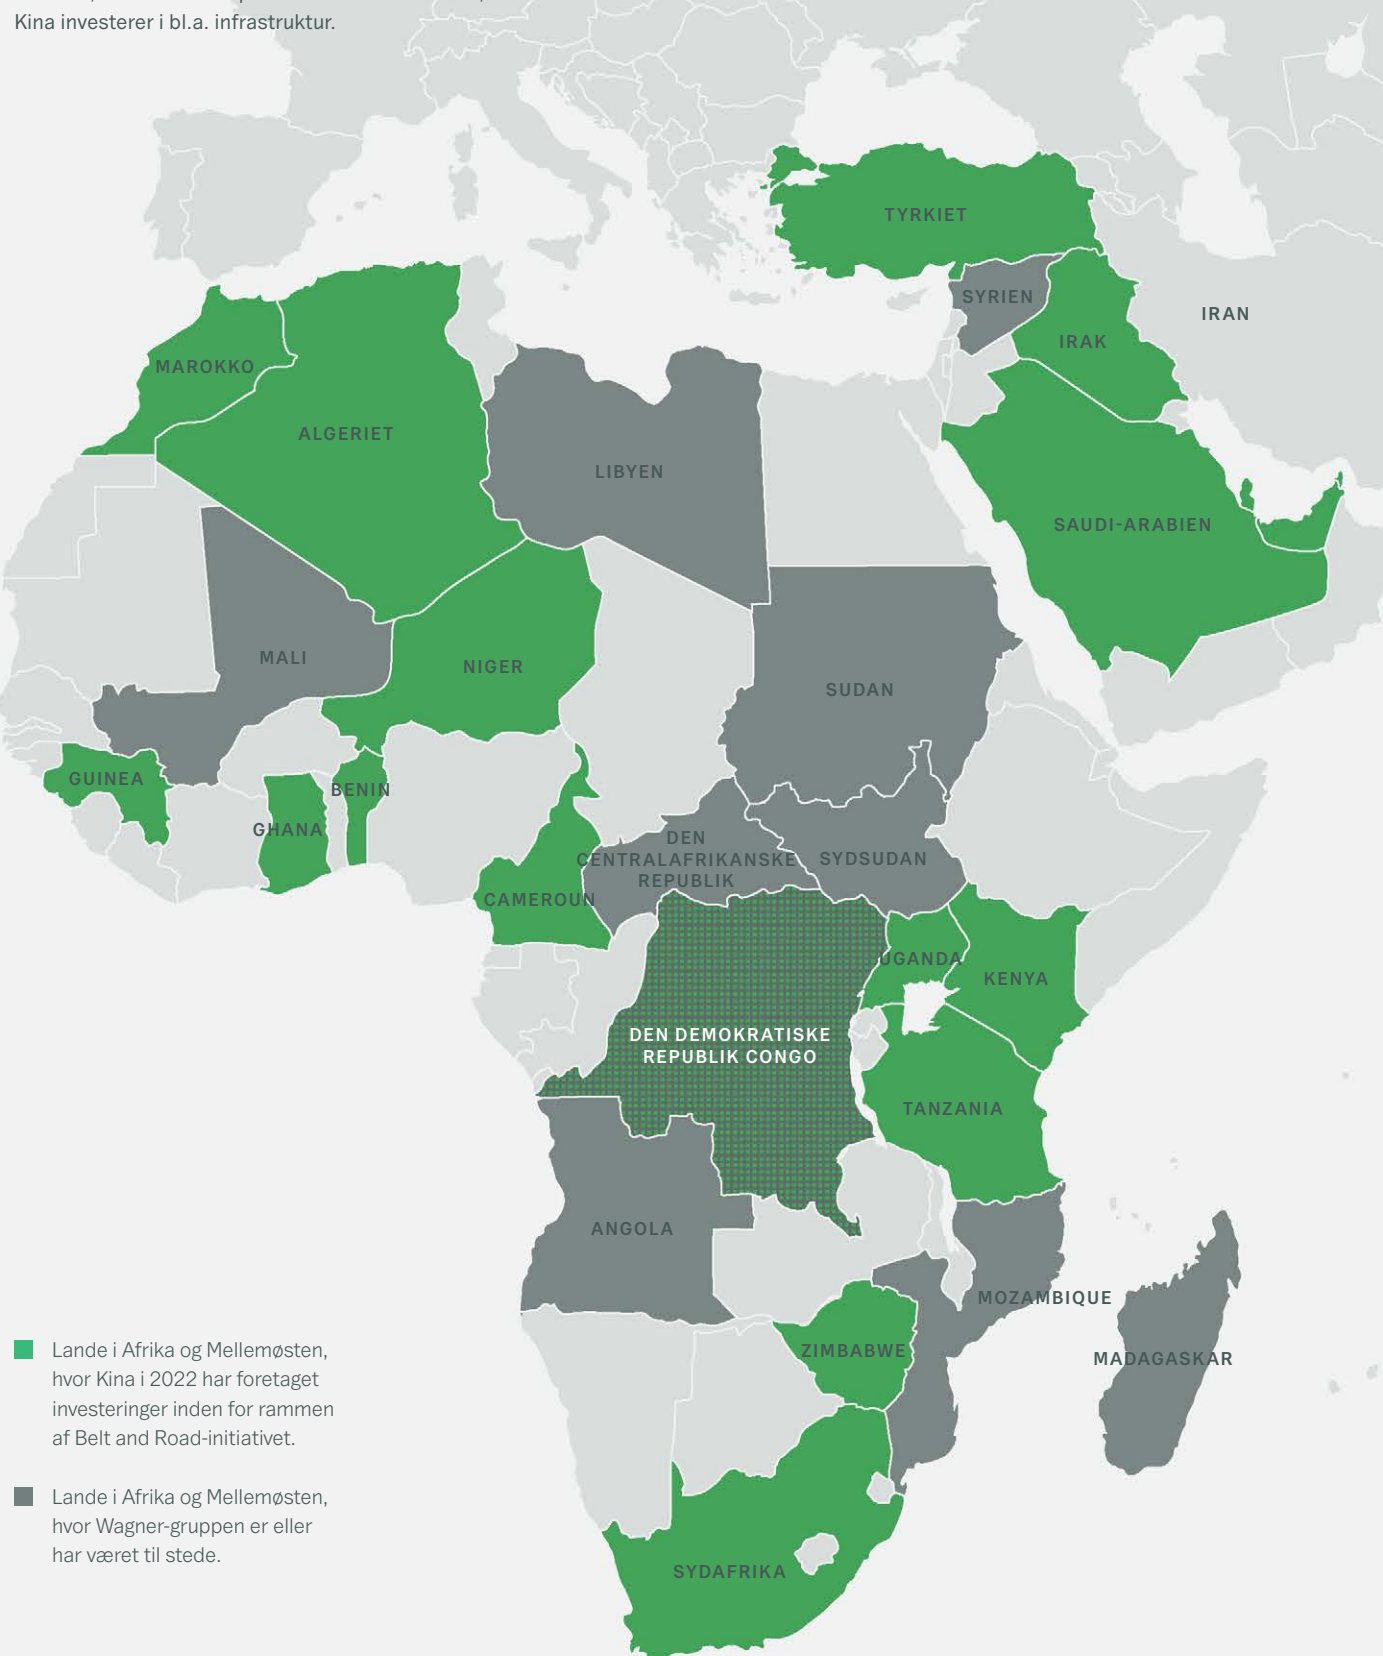 Kina investerer i bl.a. infrastruktur.
TYRKIET
SYRIEN
IRAN
IRAK
MAROKKO
ALGERIET
LIBYEN
SAUDI-ARABIEN
MALI
NIGER
SUDAN
GUINEA
BENIN
GHANA
DEN
CENTRALAFRIKANSKE
REPUBLIK
SYDSUDAN
CAMEROUN
UGANDA
KENYA
DEN DEMOKRATISKE
REPUBLIK CONGO
TANZANIA
ANGOLA
MOZAMBIQUE
ZIMBABWE
MADAGASKAR
SYDAFRIKA
Lande i Afrika og Mellemøsten,
hvor Kina i 2022 har foretaget
investeringer inden for rammen
af Belt and Road-initiativet.
Lande i Afrika og Mellemøsten,
hvor Wagner-gruppen er eller
har været til stede.